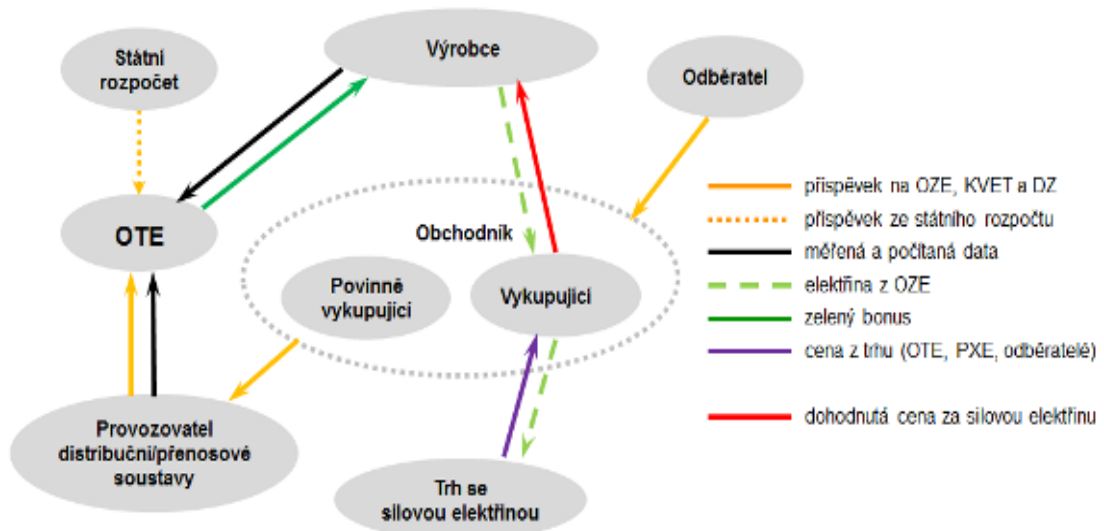 Státní
rozpočet
Výrobce
Odběratel
OTE
Obchodník
Povinně
vykupující
Vykupující
Provozovatel
distribuční/přenosové
soustavy
Trh se
silovou elektřinou
příspěvek na OZE, KVET a DZ
příspěvek ze státního rozpočtu
měřená a počítaná data
elektřina z OZE
zelený bonus
cena z trhu (OTE, PXE, odběratelé)
dohodnutá cena za silovou elektřinu